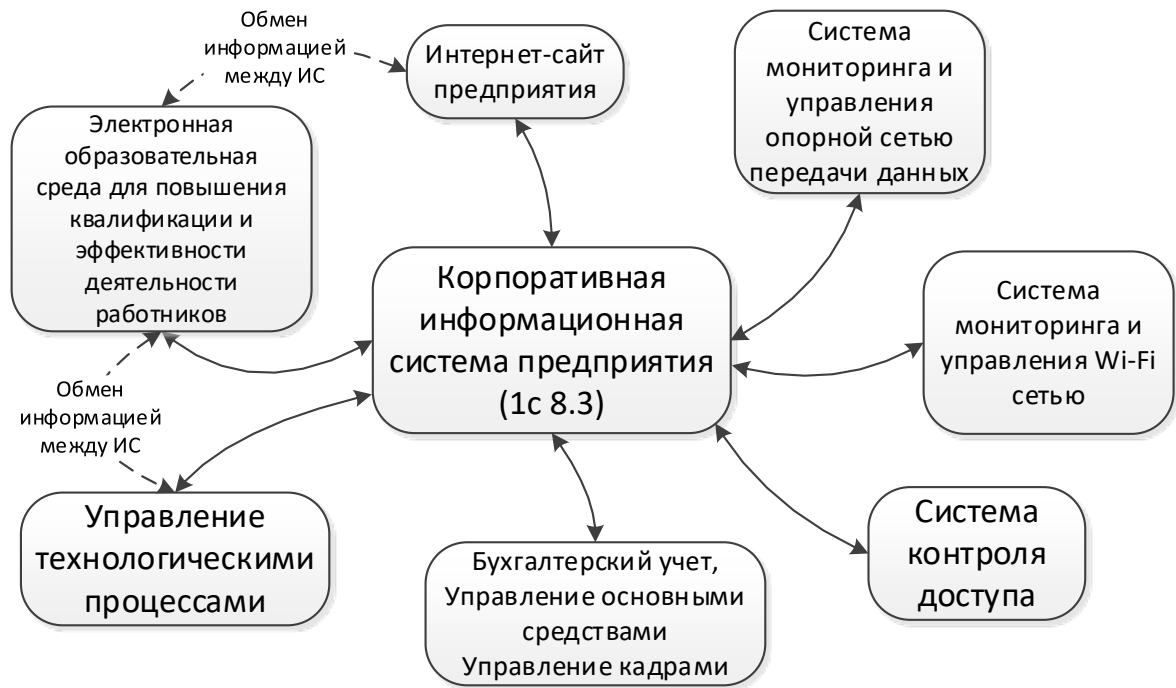 Обмен
информацией
между ИС
Интернет-сайт
предприятия
Система
мониторинга и
управления
опорной сетью
передачи данных
Электронная
образовательная
среда для повышения
квалификации и
эффективности
деятельности
работников
Корпоративная
информационная
система предприятия
(1с 8.3)
Система
мониторинга и
управления Wi-Fi
сетью
Обмен
информацией
между ИС
Управление
технологическими
процессами
Бухгалтерский учет,
Управление основными
средствами
Управление кадрами
Система
контроля
доступа